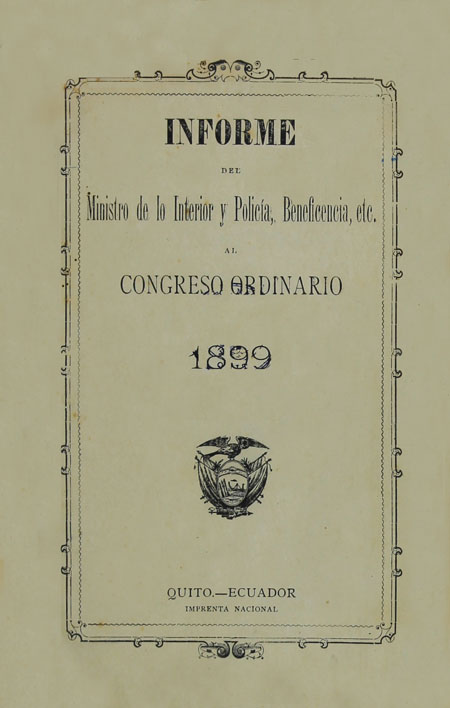 INFORME
DEL
Ministro de lo Interior y Policía, Beneficencia, etc.
AL
CONGRESO ORDINARIO
1899
QUITO.—ECUADOR
IMPRENTA NACIONAL